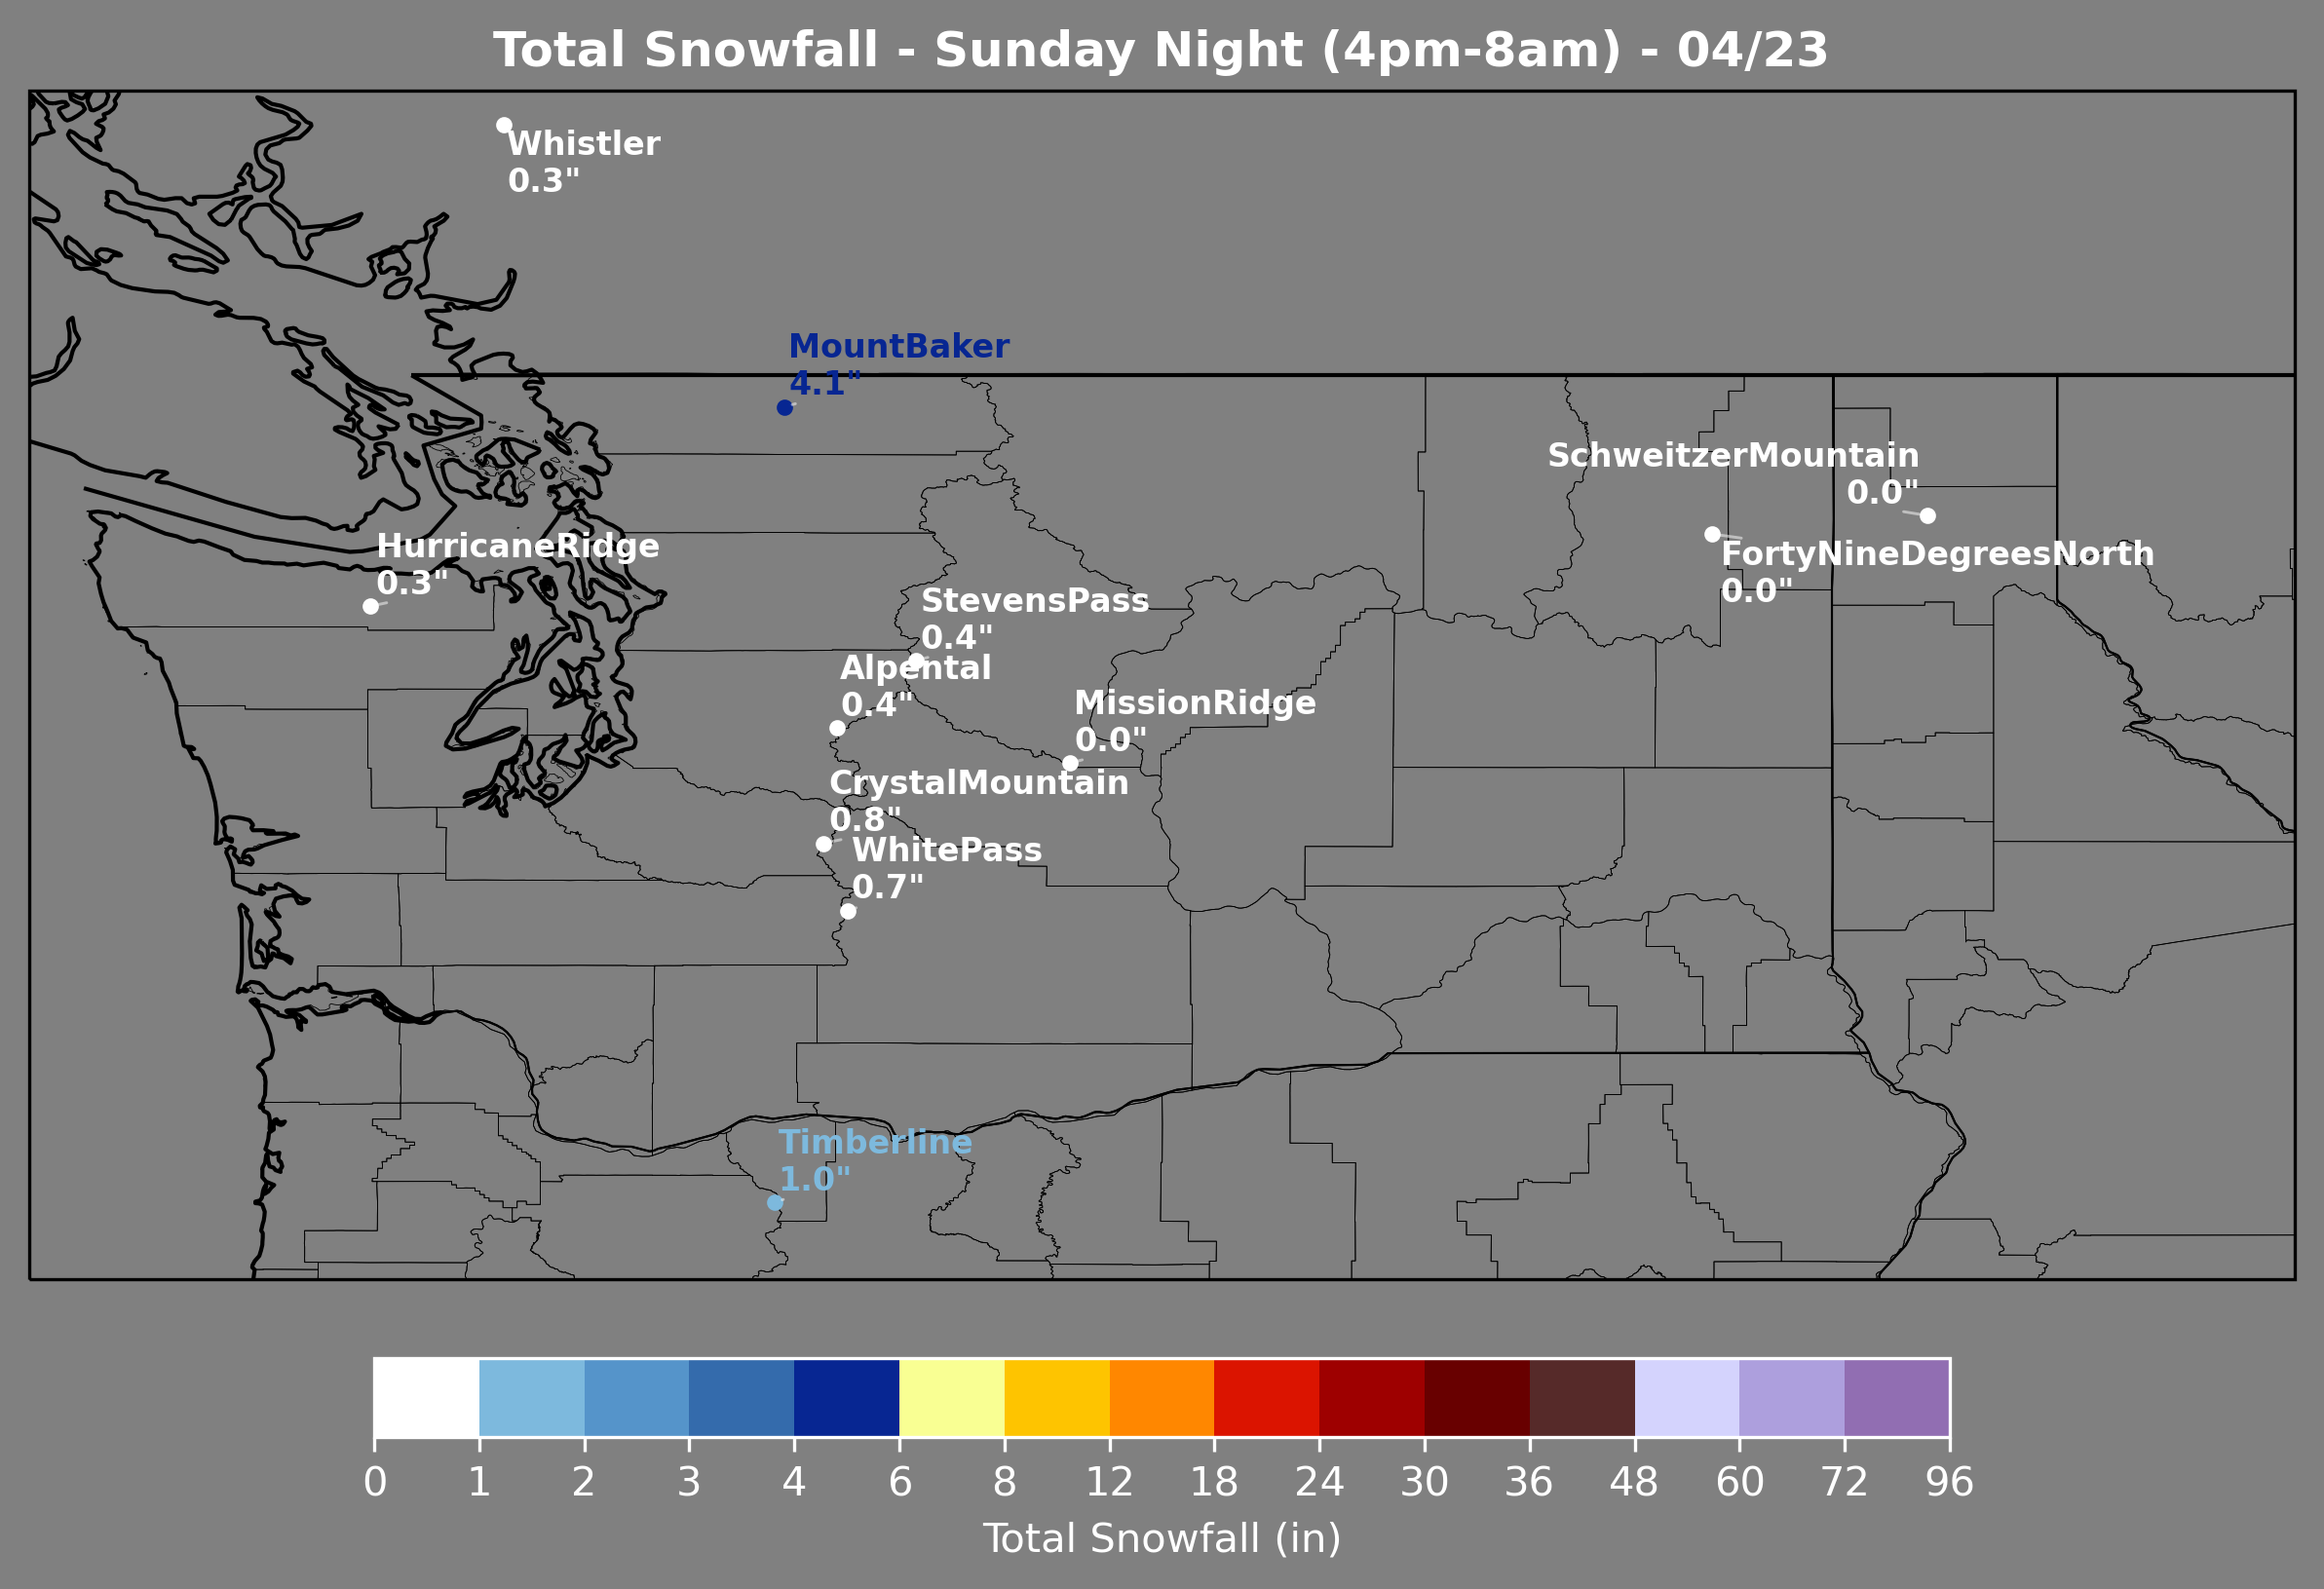 Total Snowfall - Sunday Night (4pm-8am) - 04/23
Whistler
0.3"
MountBaker
4.1"
SchweitzerMountain
0.0"
HurricaneRidge
0.3"
FortyNineDegreesNorth
0.0"
StevensPass
0.4"
Alpental
0.4"
MissionRidge
0.0"
CrystalMountain
0.8"
WhitePass
0.7"
Timberline
1.0"
0 1 2 3 4 6 8 12 18 24 30 36 48 60 72 96
Total Snowfall (in)